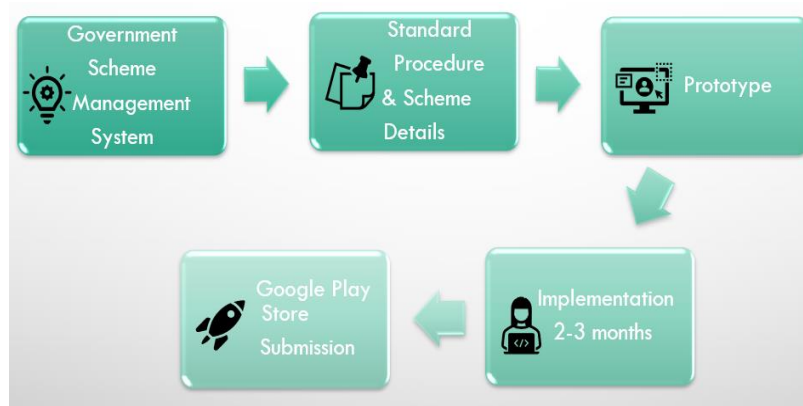 Government
Scheme
Management
System
Standard
Procedure
& Scheme
Details
Prototype
Implementation
2-3 months
Google Play
Store
Submission